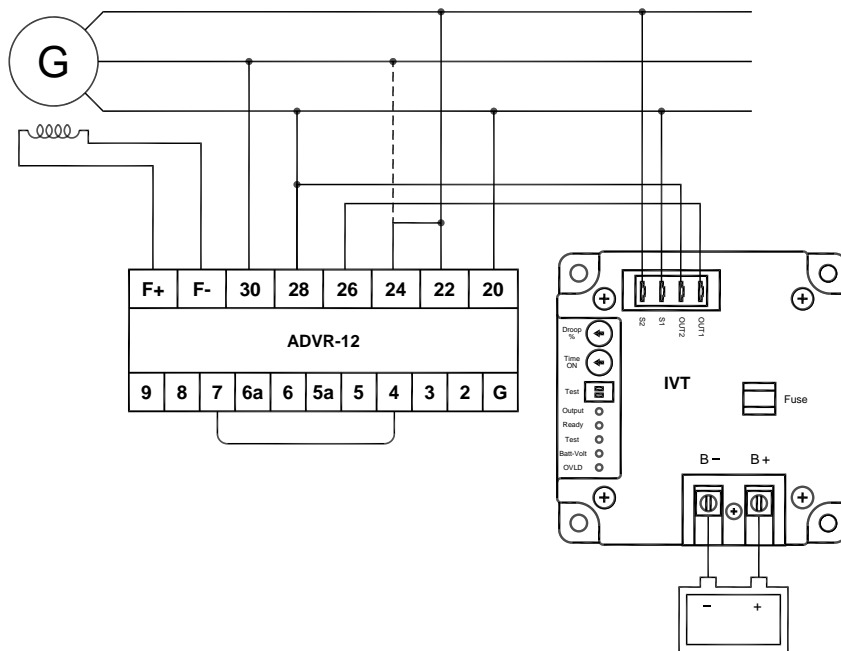 G
F+ F- 30 28 26 24 22 20
ADVR-12
9 8 7 6a 6 5a 5 4 3 2 G
S2 S1 OUT2 OUT1
Droop
%
Time
ON
IVT
Test
Fuse
Output
Ready
Test
Batt-Volt
OVLD
B− B+
− +